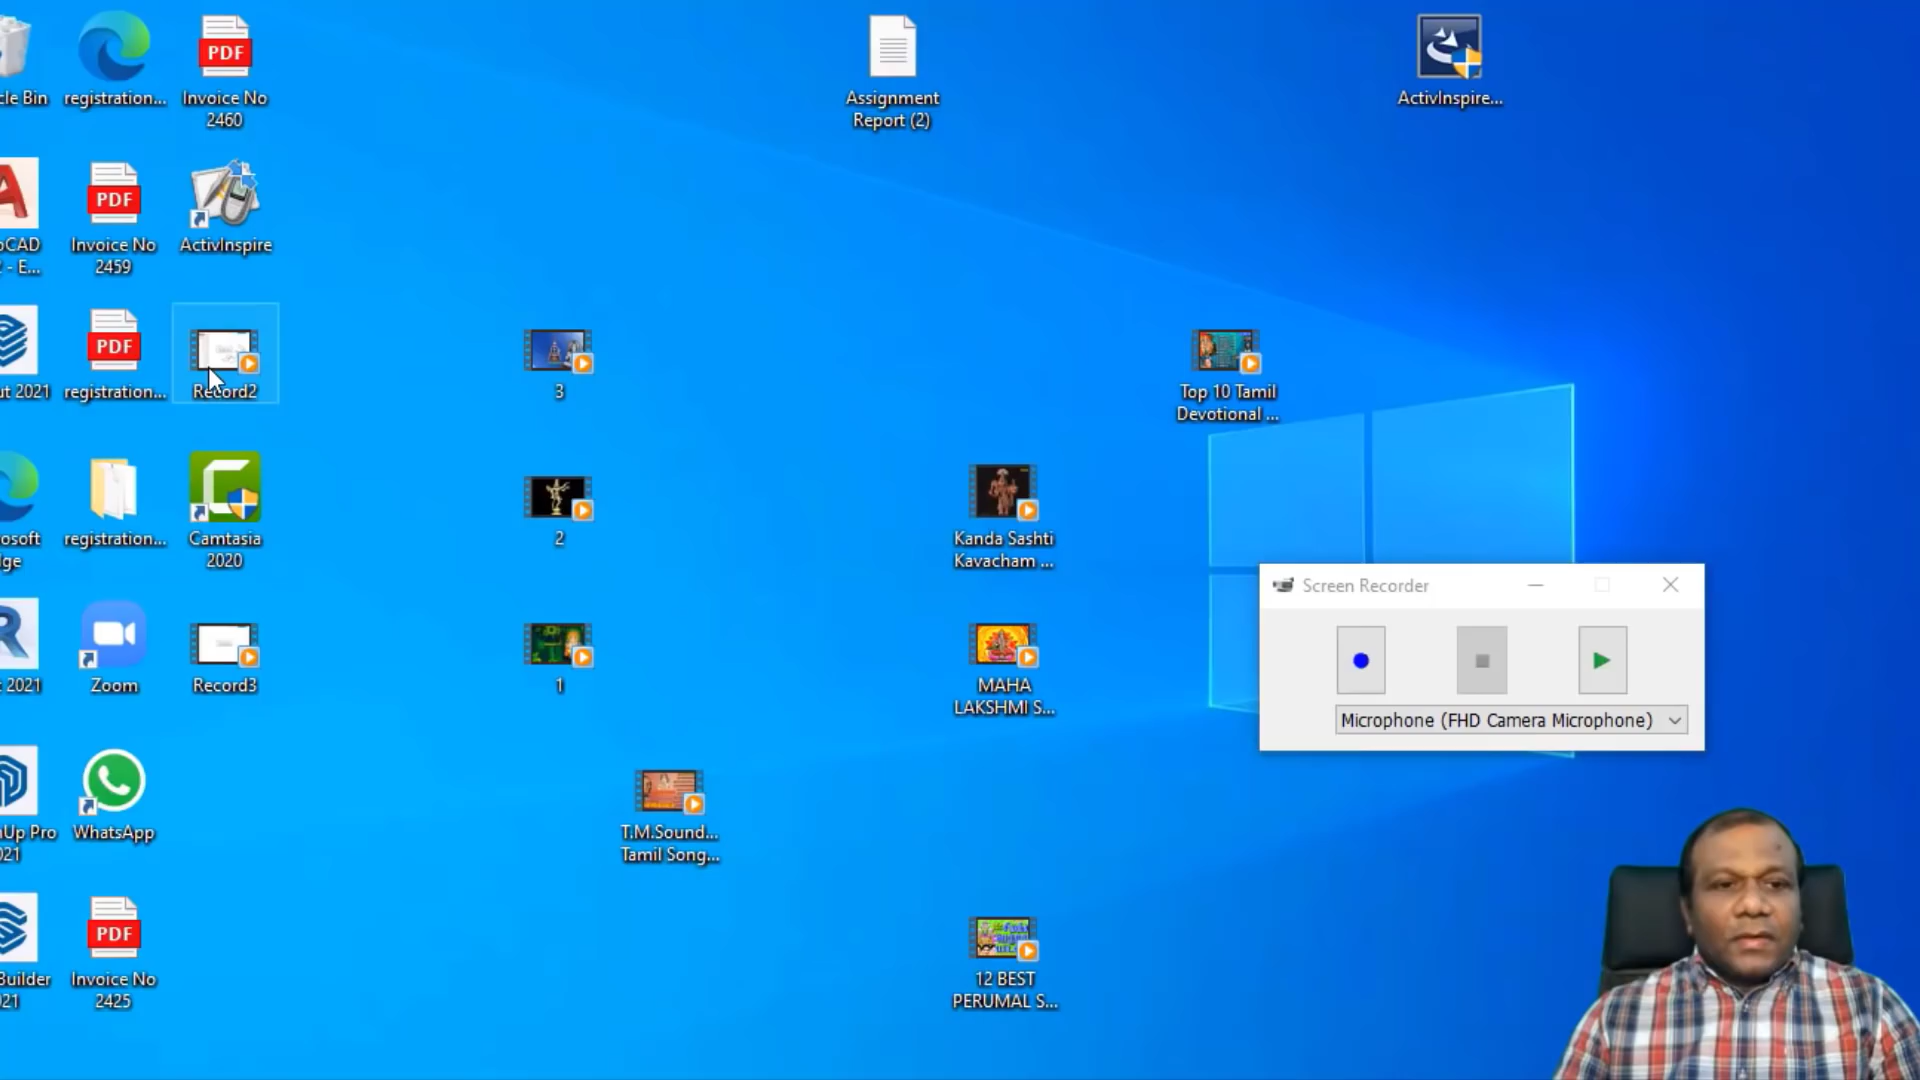 cle Bin
registration...
Invoice No
2460
Assignment
Report (2)
ActivInspire...
PDF
oCAD
- E...
PDF
Invoice No
2459
ActivInspire
ut 2021
PDF
registration...
Record2
3
Top 10 Tamil
Devotional ...
osoft
ge
registration...
Camtasia
2020
2
Kanda Sashti
Kavacham ...
Screen Recorder
Microphone (FHD Camera Microphone)
2021
Zoom
Record3
1
MAHA
LAKSHMI S...
Up Pro
021
WhatsApp
T.M.Sound...
Tamil Song...
Builder
021
PDF
Invoice No
2425
12 BEST
PERUMAL S...